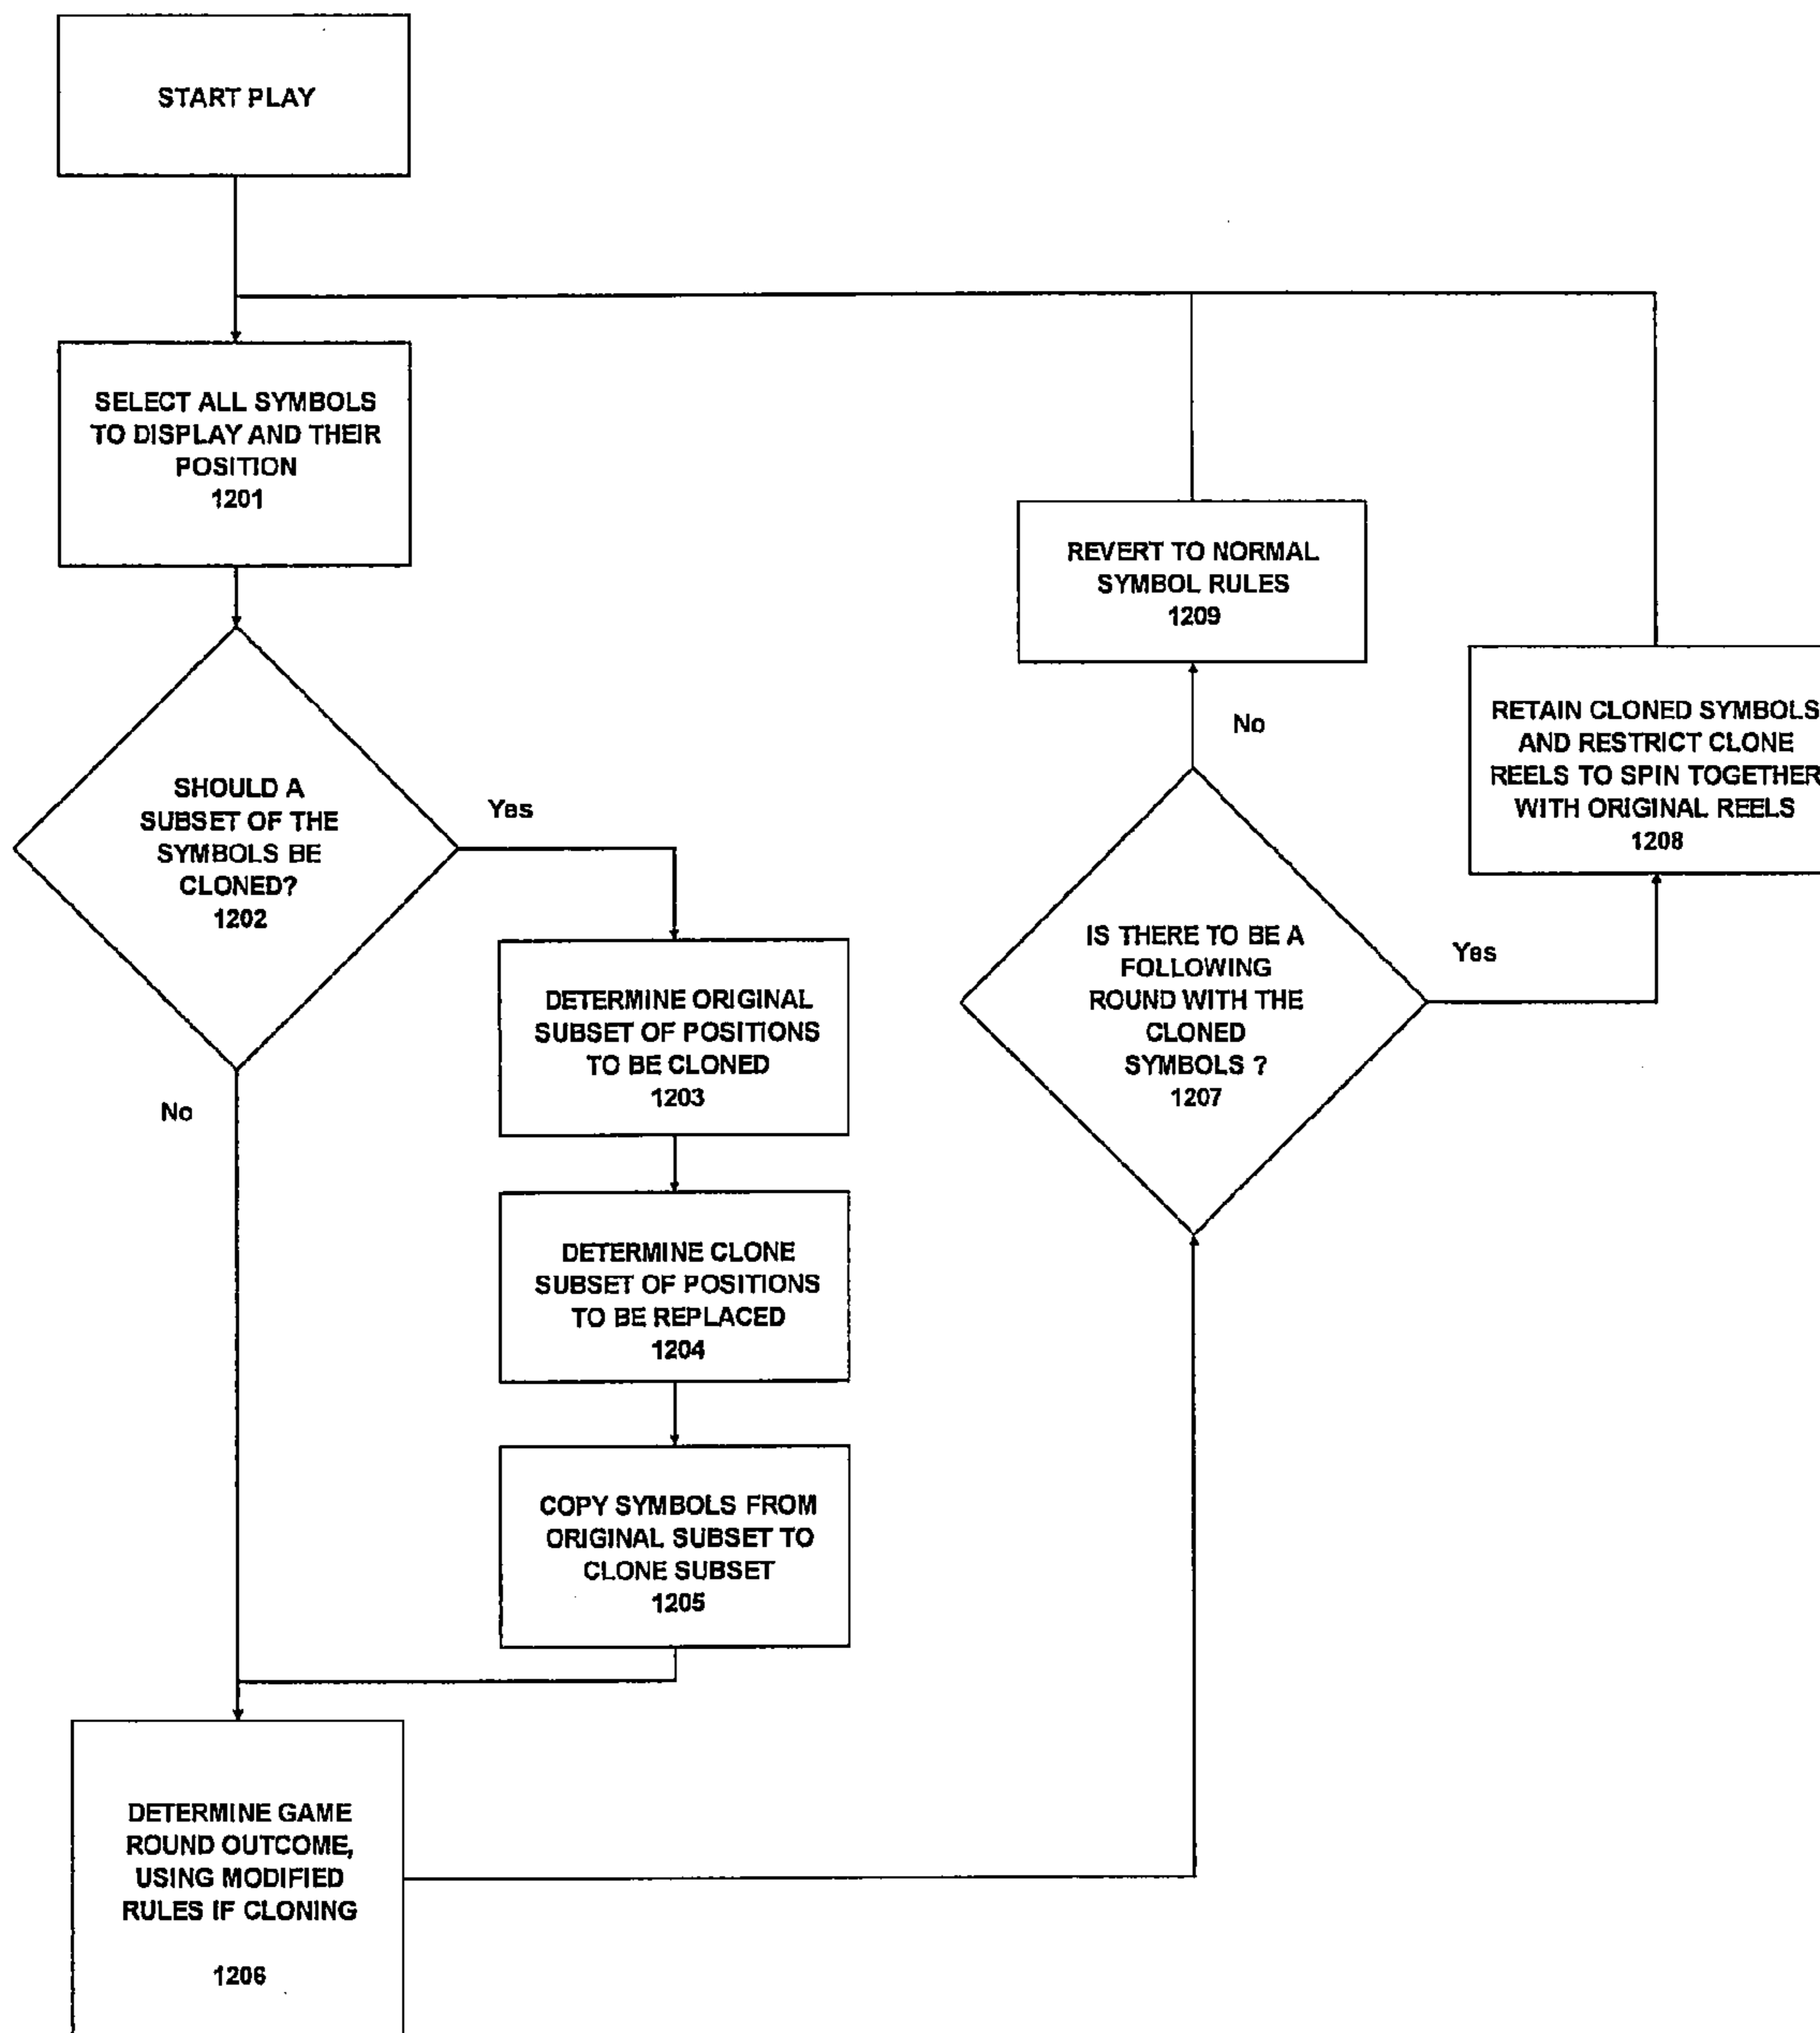 START PLAY
SELECT ALL SYMBOLS
TO DISPLAY AND THEIR
POSITION
1201
SHOULD A
SUBSET OF THE
SYMBOLS BE
CLONED?
1202
Yes
No
DETERMINE ORIGINAL
SUBSET OF POSITIONS
TO BE CLONED
1203
DETERMINE CLONE
SUBSET OF POSITIONS
TO BE REPLACED
1204
COPY SYMBOLS FROM
ORIGINAL SUBSET TO
CLONE SUBSET
1205
DETERMINE GAME
ROUND OUTCOME,
USING MODIFIED
RULES IF CLONING
1206
IS THERE TO BE A
FOLLOWING
ROUND WITH THE
CLONED
SYMBOLS ?
1207
No
Yes
REVERT TO NORMAL
SYMBOL RULES
1209
RETAIN CLONED SYMBOLS
AND RESTRICT CLONE
REELS TO SPIN TOGETHER
WITH ORIGINAL REELS
1208